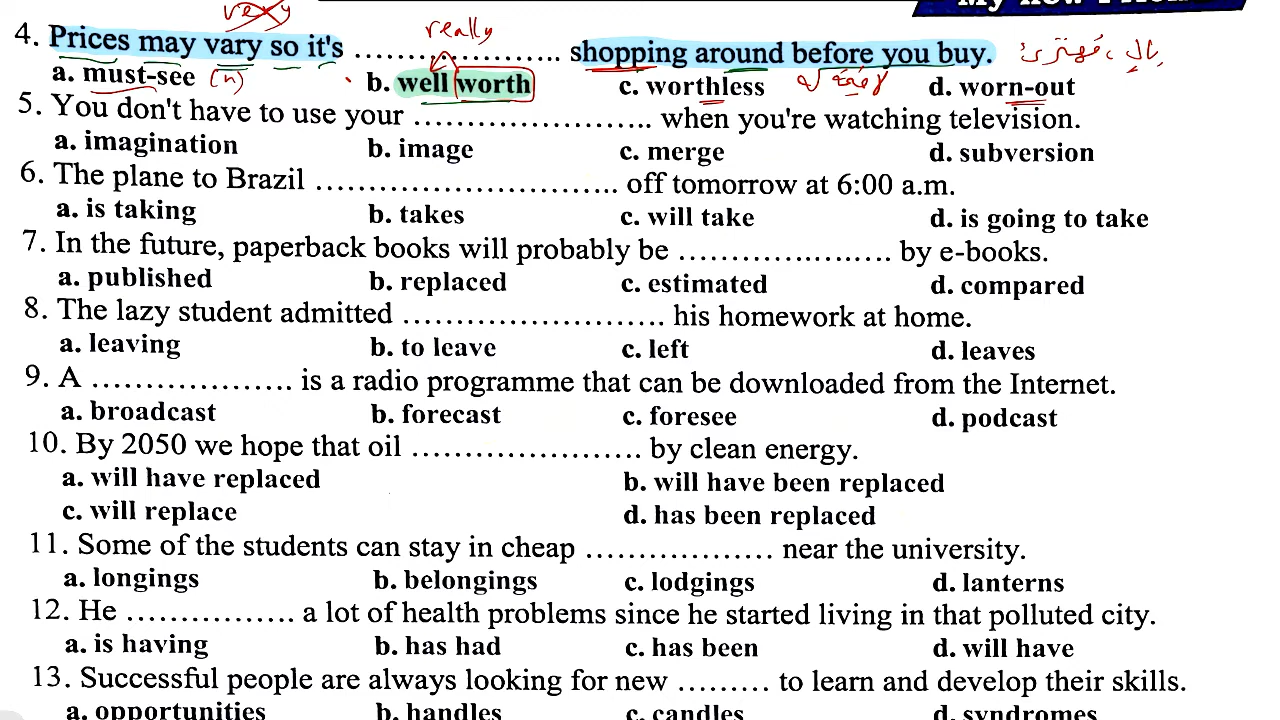 very
really
4. Prices may vary so it's ........................ shopping around before you buy. بالٍ ، مهترئ
a. must-see (n) b. well worth c. worthless لا قيمة له d. worn-out
5. You don't have to use your ........................ when you're watching television.
a. imagination b. image c. merge d. subversion
6. The plane to Brazil ............................. off tomorrow at 6:00 a.m.
a. is taking b. takes c. will take d. is going to take
7. In the future, paperback books will probably be ........................ by e-books.
a. published b. replaced c. estimated d. compared
8. The lazy student admitted ............................ his homework at home.
a. leaving b. to leave c. left d. leaves
9. A ...................... is a radio programme that can be downloaded from the Internet.
a. broadcast b. forecast c. foresee d. podcast
10. By 2050 we hope that oil ........................ by clean energy.
a. will have replaced b. will have been replaced
c. will replace d. has been replaced
11. Some of the students can stay in cheap .................... near the university.
a. longings b. belongings c. lodgings d. lanterns
12. He .................. a lot of health problems since he started living in that polluted city.
a. is having b. has had c. has been d. will have
13. Successful people are always looking for new ......... to learn and develop their skills.
a. opportunities b. handles c. candles d. syndromes